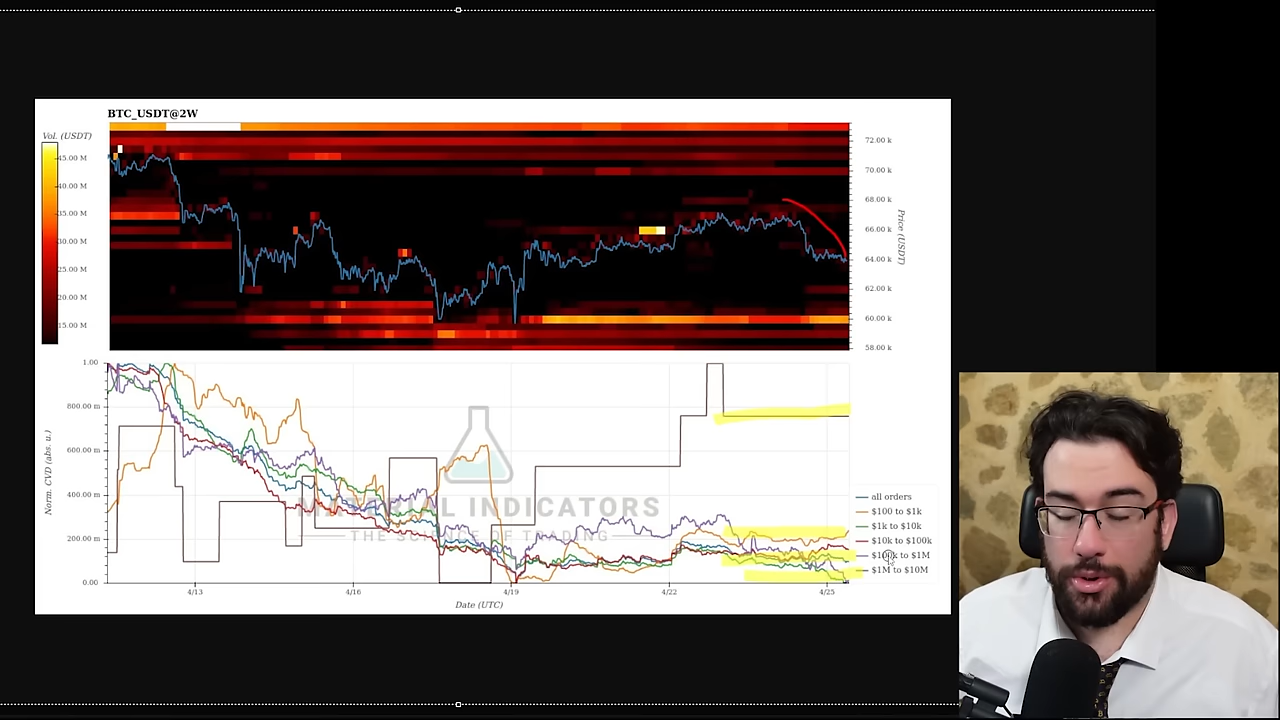 BTC_USDT@2W
Vol. (USDT)
45.00 M
40.00 M
35.00 M
30.00 M
25.00 M
20.00 M
15.00 M
72.00 k
70.00 k
68.00 k
66.00 k
64.00 k
62.00 k
60.00 k
58.00 k
Price (USDT)
1.00
800.00 m
600.00 m
400.00 m
200.00 m
0.00
Norm. CVD (abs. u.)
MATERIAL INDICATORS
THE SCIENCE OF TRADING
all orders
$100 to $1k
$1k to $10k
$10k to $100k
$100k to $1M
$1M to $10M
4/13
4/16
4/19
4/22
4/25
Date (UTC)